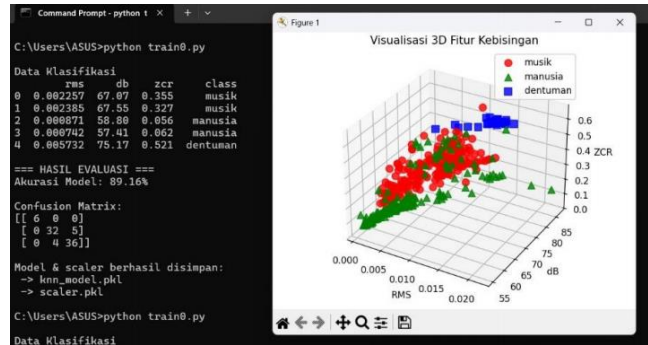 Command Prompt - python t
C:\Users\ASUS>python train0.py
Data Klasifikasi
rms db zcr class
0 0.002257 67.07 0.355 musik
1 0.002385 67.55 0.327 musik
2 0.000871 58.80 0.056 manusia
3 0.000742 57.41 0.062 manusia
4 0.005732 75.17 0.521 dentuman
=== HASIL EVALUASI ===
Akurasi Model: 89.16%
Confusion Matrix:
[[ 6 0 0]
[ 0 32 5]
[ 0 4 36]]
Model & scaler berhasil disimpan:
-> knn_model.pkl
-> scaler.pkl
C:\Users\ASUS>python train0.py
Data Klasifikasi
Figure 1
Visualisasi 3D Fitur Kebisingan
musik
manusia
dentuman
0.6
0.5
0.4 ZCR
0.3
0.2
0.1
0.0
0.000
0.005
0.010
0.015
0.020
RMS
55
60
65
70
75
80
85
dB